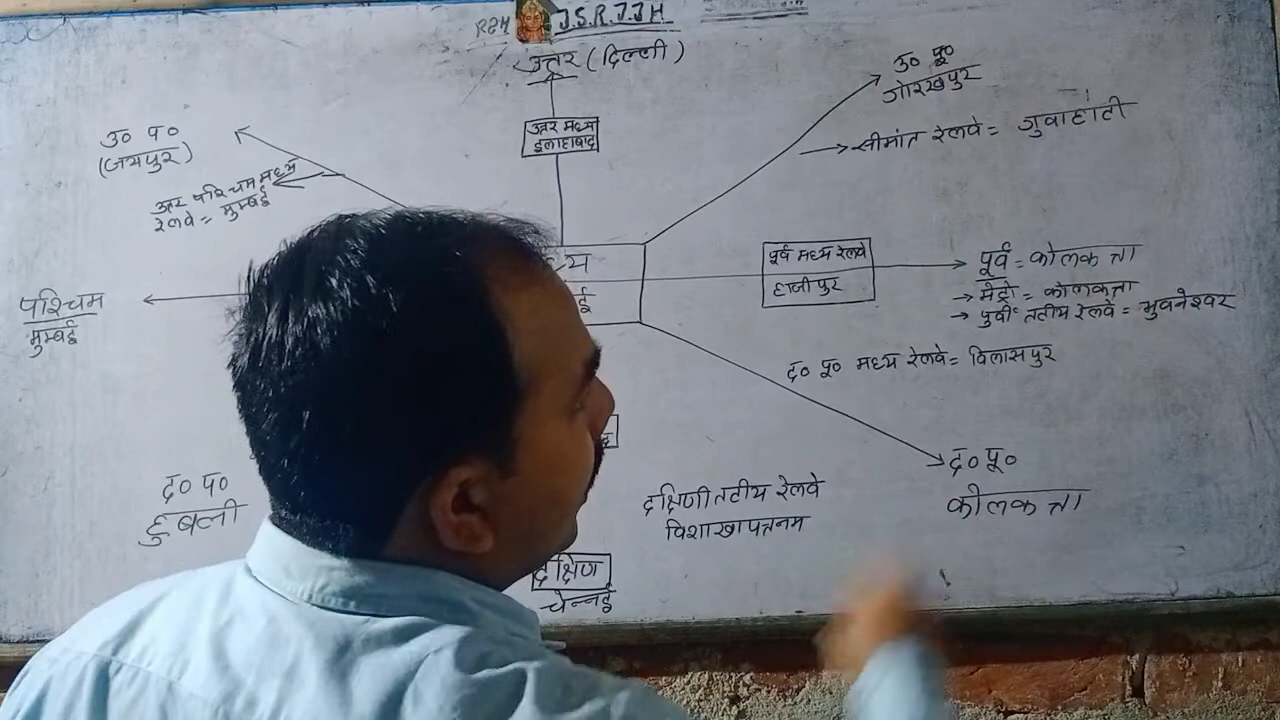 R2H J.S.R.J.J.H
उत्तर (दिल्ली)
उत्तर मध्य
इलाहाबाद
उ० पू०
गोरखपुर
→ सीमांत रेलवे = गुवाहाटी
उ० प०
(जयपुर)
उत्तर पश्चिम मध्य
रेलवे = मुम्बई
पश्चिम
मुम्बई
पूर्व मध्य रेलवे
हाजीपुर
पूर्व = कोलकत्ता
→ मेट्रो = कोलकत्ता
→ पूर्वी तटीय रेलवे = भुवनेश्वर
द० पू० मध्य रेलवे = विलासपुर
द० पू०
कोलकत्ता
द० प०
हुबली
दक्षिणी तटीय रेलवे
विशाखापत्तनम
दक्षिण
चेन्नई